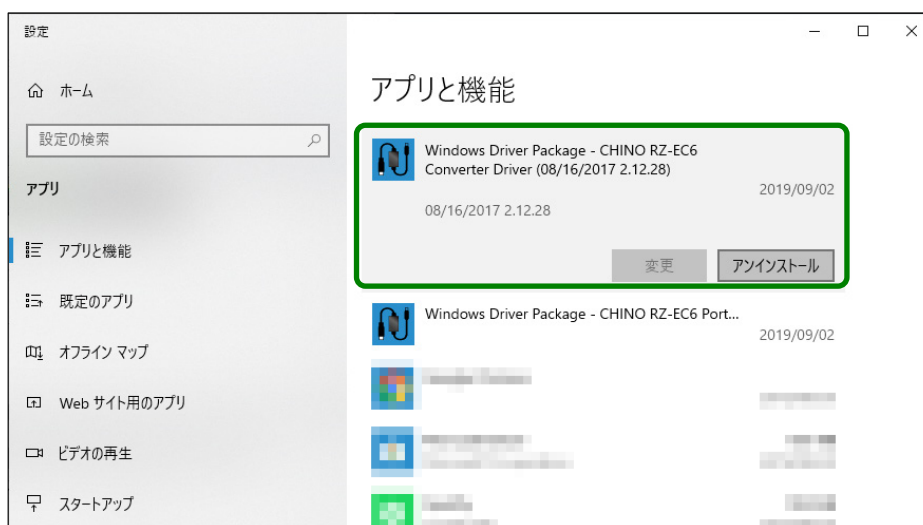 設定
ホーム
設定の検索
アプリ
アプリと機能
既定のアプリ
オフライン マップ
Web サイト用のアプリ
ビデオの再生
スタートアップ
アプリと機能
Windows Driver Package - CHINO RZ-EC6
Converter Driver (08/16/2017 2.12.28)
2019/09/02
08/16/2017 2.12.28
変更
アンインストール
Windows Driver Package - CHINO RZ-EC6 Port...
2019/09/02